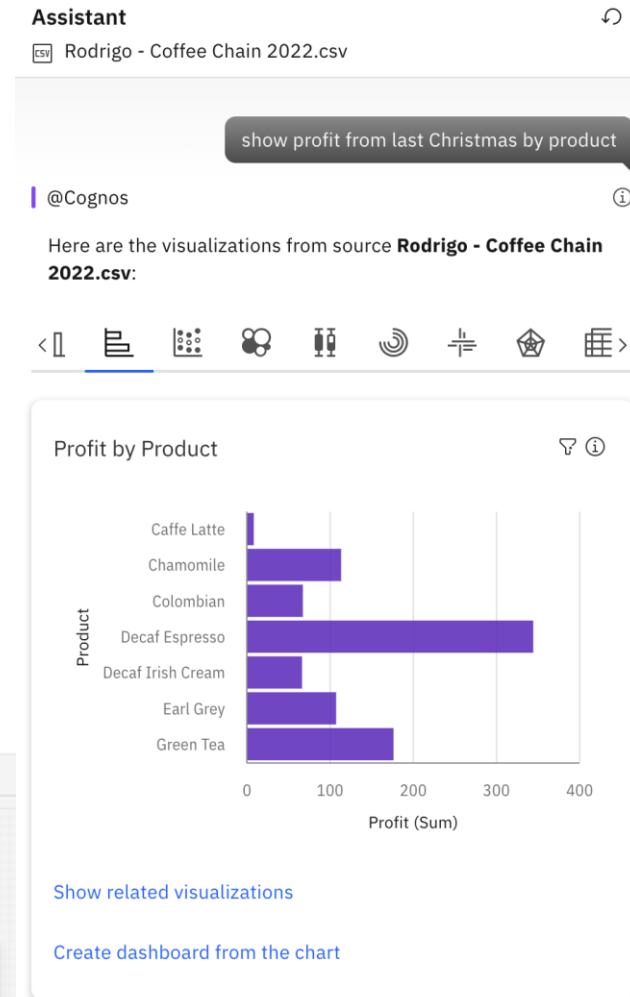 Assistant
CSV Rodrigo - Coffee Chain 2022.csv
show profit from last Christmas by product
@Cognos
Here are the visualizations from source Rodrigo - Coffee Chain
2022.csv:
Profit by Product
Product
Caffe Latte
Chamomile
Colombian
Decaf Espresso
Decaf Irish Cream
Earl Grey
Green Tea
0 100 200 300 400
Profit (Sum)
Show related visualizations
Create dashboard from the chart